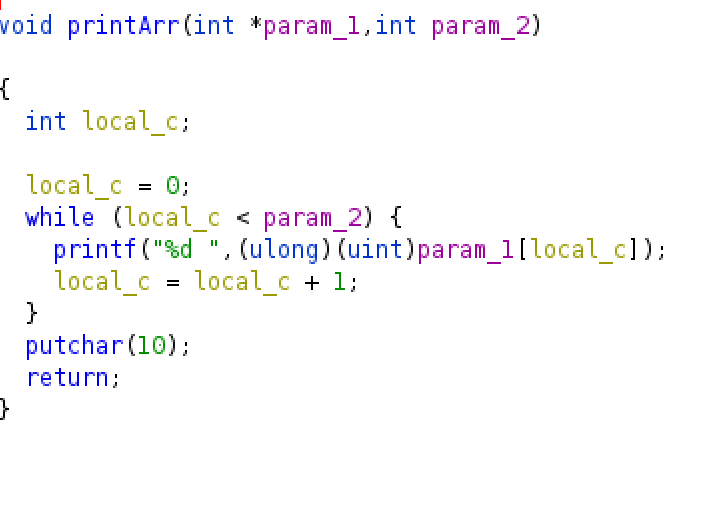 void printArr(int *param_1,int param_2)
{
int local_c;
local_c = 0;
while (local_c < param_2) {
printf("%d ",(ulong)(uint)param_1[local_c]);
local_c = local_c + 1;
}
putchar(10);
return;
}